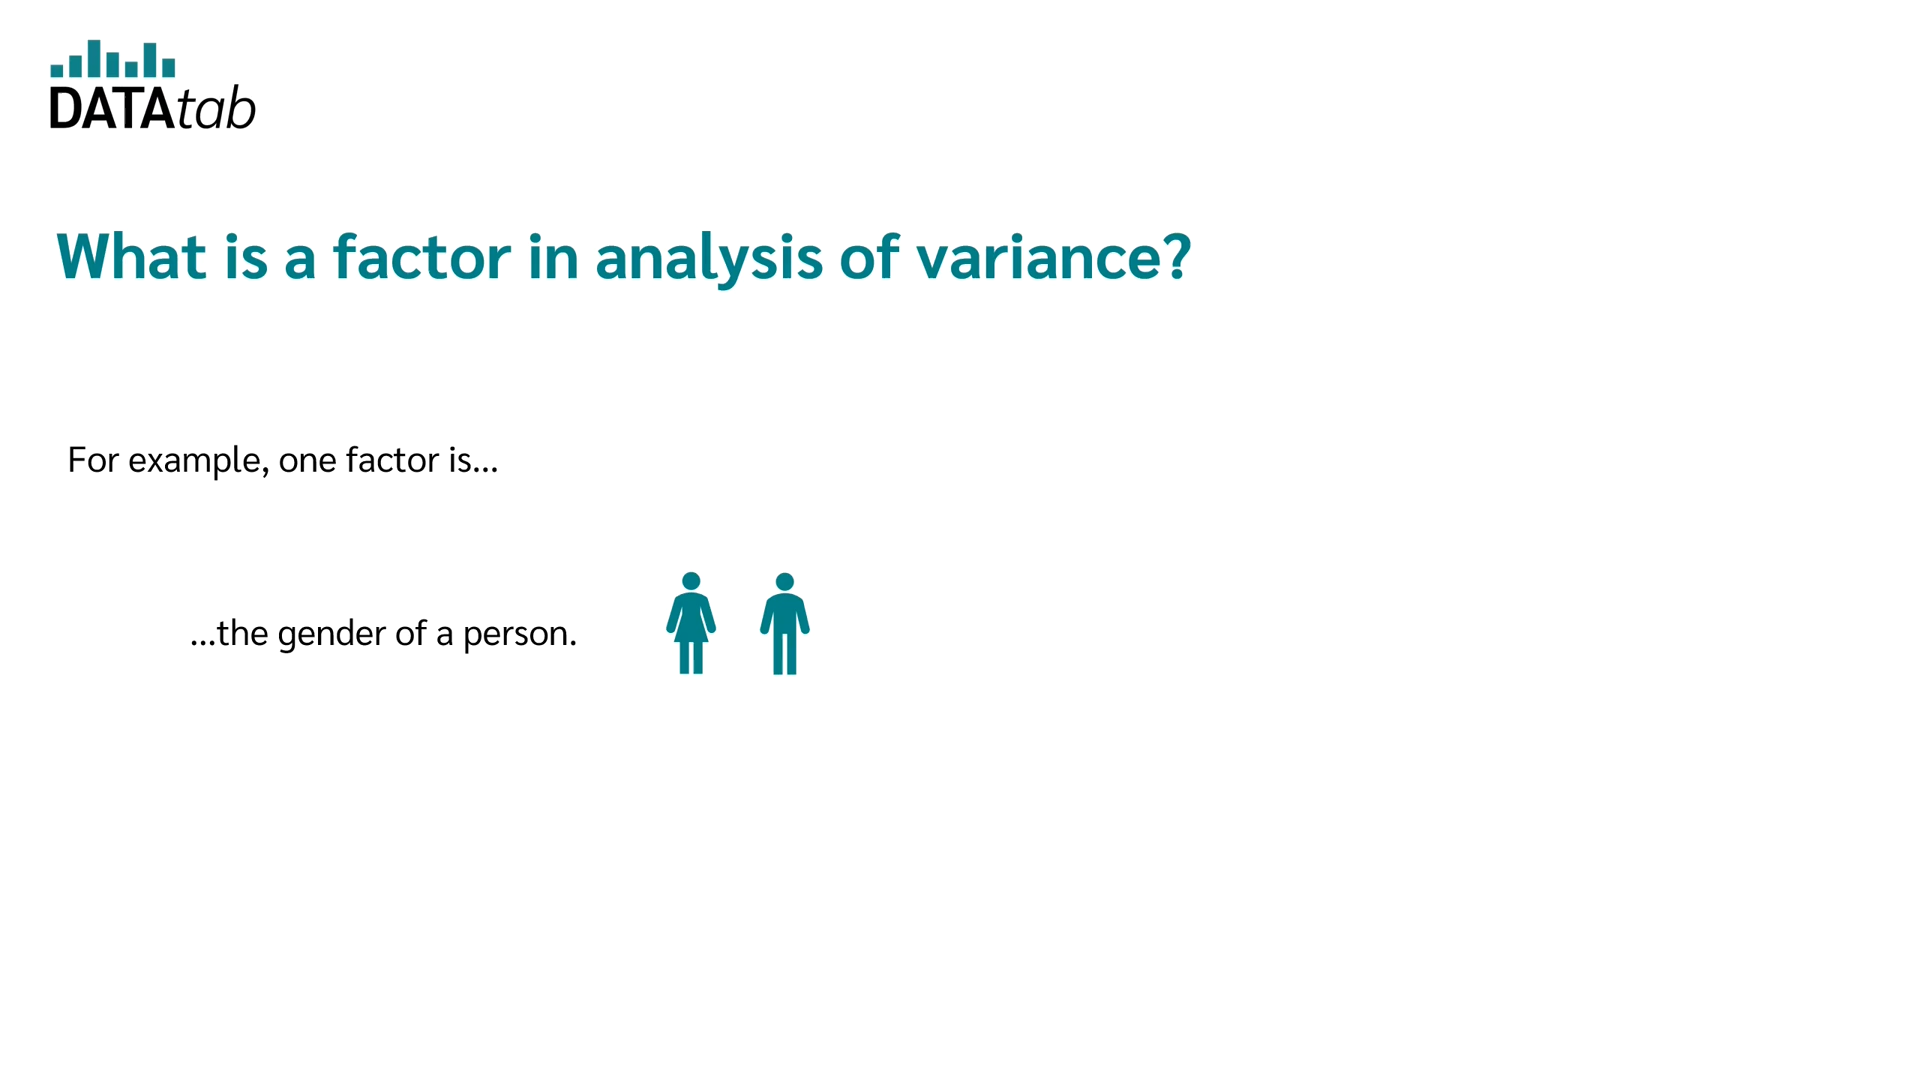 DATAtab
What is a factor in analysis of variance?
For example, one factor is...
...the gender of a person.